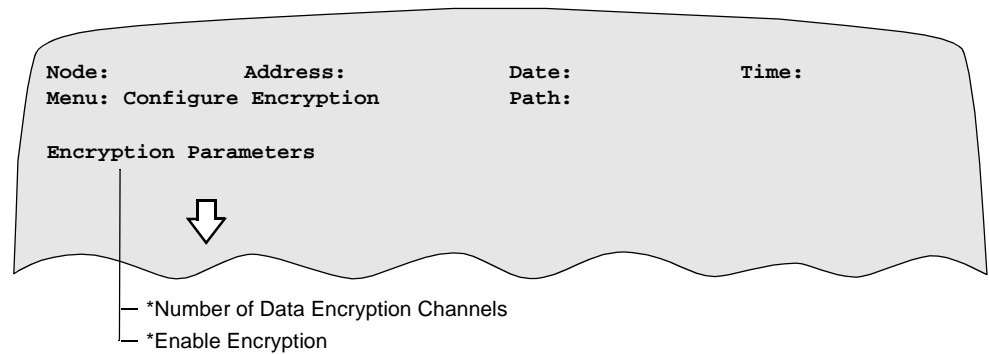 Node: Address: Date: Time:
Menu: Configure Encryption Path:
Encryption Parameters
*Number of Data Encryption Channels
*Enable Encryption